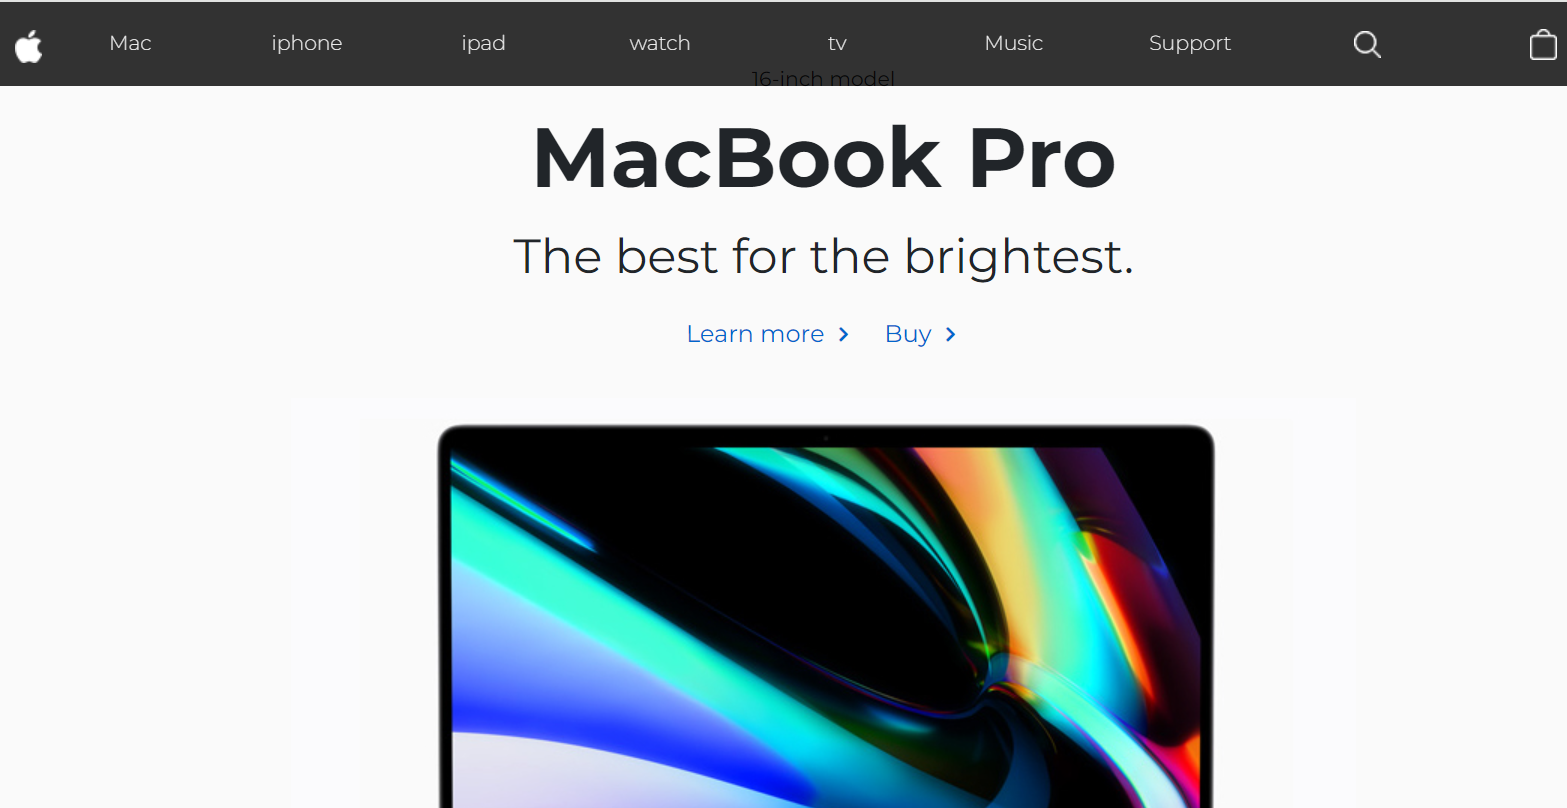 Mac iphone ipad watch tv Music Support
16-inch model
MacBook Pro
The best for the brightest.
Learn more Buy